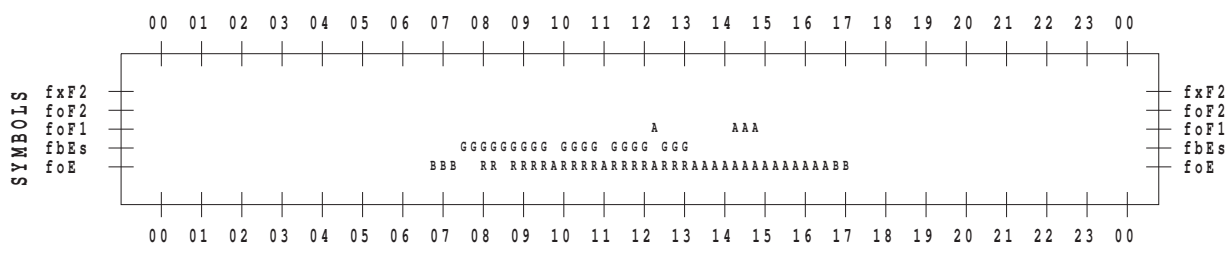 00 01 02 03 04 05 06 07 08 09 10 11 12 13 14 15 16 17 18 19 20 21 22 23 00
SYMBOLS
fxF2 fxF2
foF2 foF2
foF1 A AAA foF1
fbEs GGGGGGGGG GGGG GGGG GGG fbEs
foE BBB RR RRRRARRRRARRRRARRRAAAAAAAAAAAAAABB foE
00 01 02 03 04 05 06 07 08 09 10 11 12 13 14 15 16 17 18 19 20 21 22 23 00